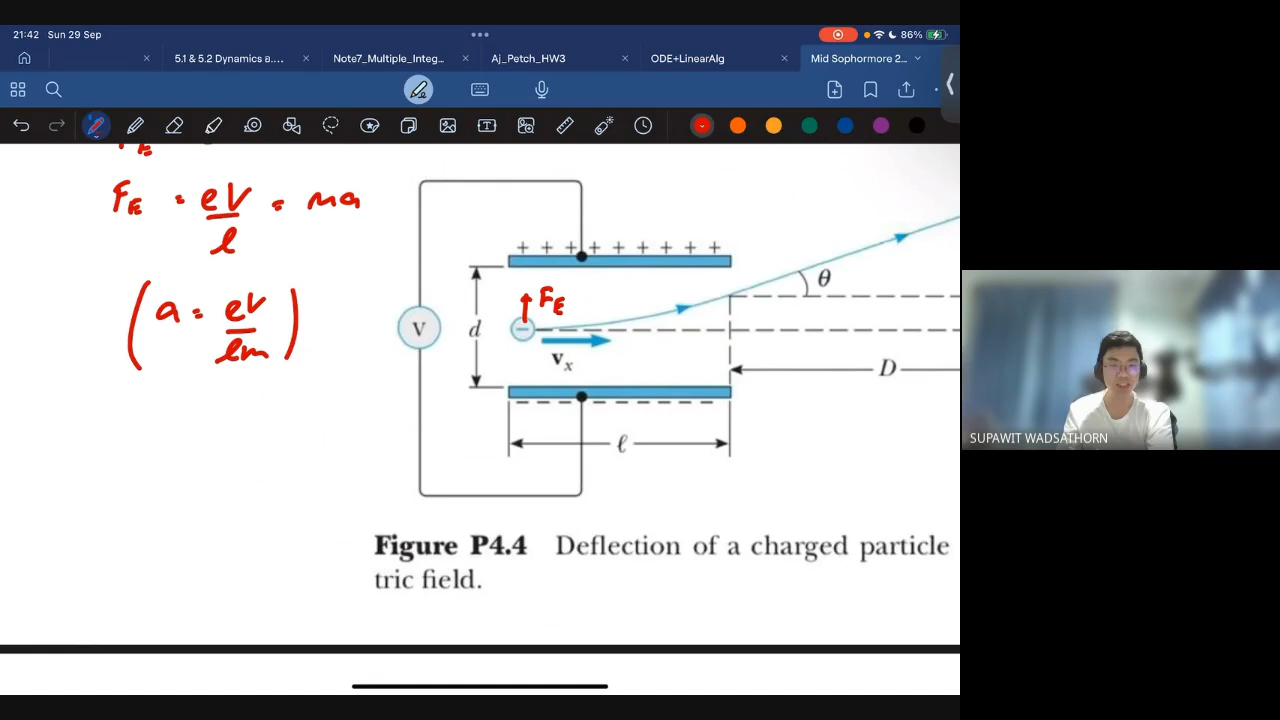 21:42 Sun 29 Sep
86%
5.1 & 5.2 Dynamics a.... × Note7_Multiple_Integ... × Aj_Petch_HW3 × ODE+LinearAlg × Mid Sophormore 2...
F_E = eV/l = ma
(a = eV/lm)
+ + + + + + + + +
F_E
θ
V
d
−
v_x
D
ℓ
Figure P4.4 Deflection of a charged particle
tric field.
SUPAWIT WADSATHORN